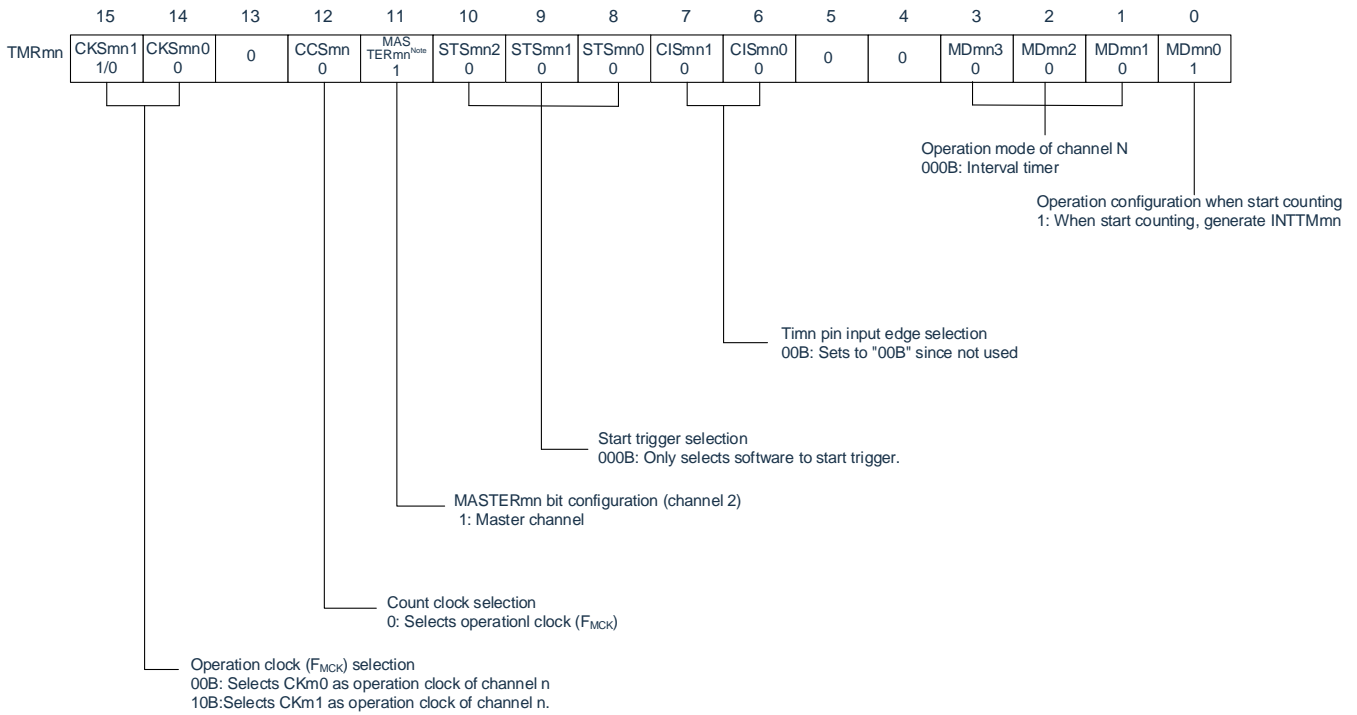 15 14 13 12 11 10 9 8 7 6 5 4 3 2 1 0
TMRmn
CKSmn1 CKSmn0 0 CCSmn MAS STSmn2 STSmn1 STSmn0 CISmn1 CISmn0 0 0 MDmn3 MDmn2 MDmn1 MDmn0
TERmnNote
1/0 0 0 1 0 0 0 0 0 0 0 0 1
Operation mode of channel N
000B: Interval timer
Operation configuration when start counting
1: When start counting, generate INTTMmn
Timn pin input edge selection
00B: Sets to "00B" since not used
Start trigger selection
000B: Only selects software to start trigger.
MASTERmn bit configuration (channel 2)
1: Master channel
Count clock selection
0: Selects operationl clock (FMCK)
Operation clock (FMCK) selection
00B: Selects CKm0 as operation clock of channel n
10B:Selects CKm1 as operation clock of channel n.